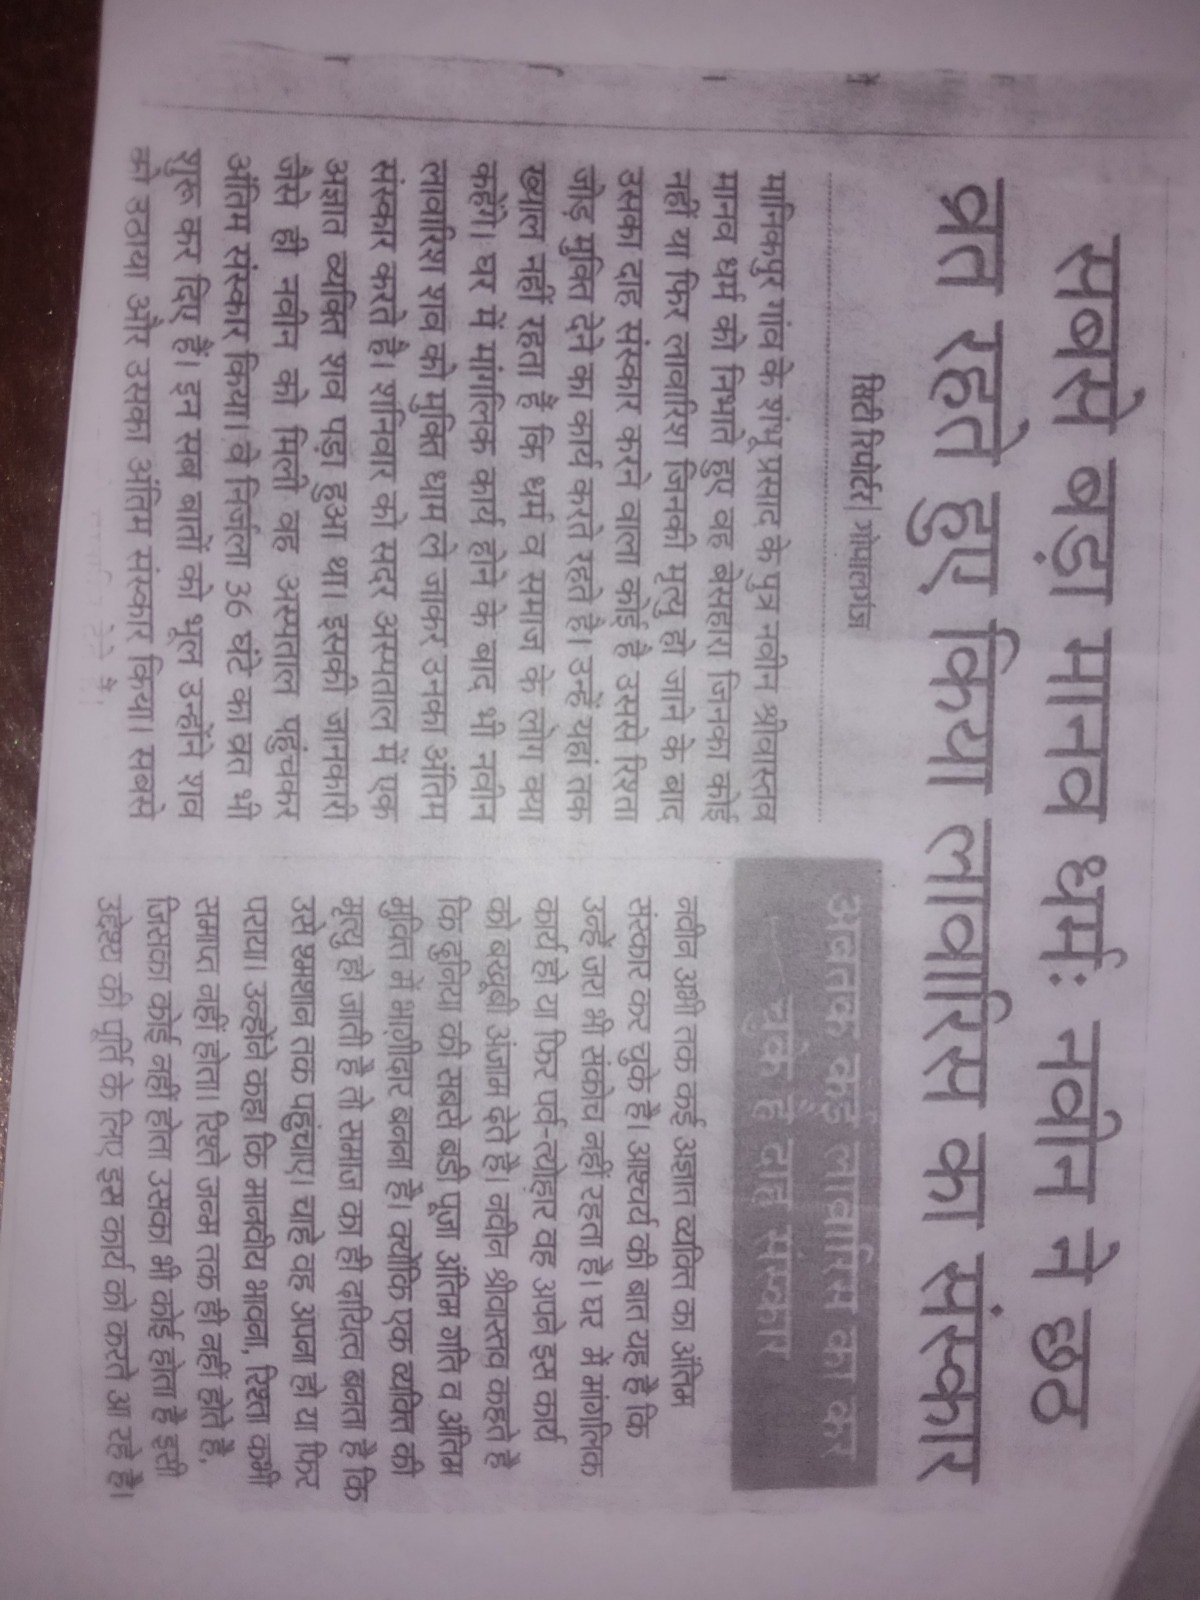 सबसे बड़ा मानव धर्मः नवीन ने छठ
व्रत रहते हुए किया लावारिस का संस्कार
सिटी रिपोर्टर| गोपालगंज
मानिकपुर गांव के शंभू प्रसाद के पुत्र नवीन श्रीवास्तव
मानव धर्म को निभाते हुए वह बेसहारा जिनका कोई
नहीं या फिर लावारिश जिनकी मृत्यु हो जाने के बाद
उसका दाह संस्कार करने वाला कोई है उससे रिश्ता
जोड़ मुक्ति देने का कार्य करते रहते है। उन्हें यहां तक
ख्याल नहीं रहता हैं कि धर्म व समाज के लोग क्या
कहेंगे। घर में मांगलिक कार्य होने के बाद भी नवीन
लावारिश शव को मुक्ति धाम ले जाकर उनका अंतिम
संस्कार करते है। शनिवार को सदर अस्पताल में एक
अज्ञात व्यक्ति शव पड़ा हुआ था। इसकी जानकारी
जैसे ही नवीन को मिली वह अस्पताल पहुंचकर
अंतिम संस्कार किया। वे निर्जला 36 घंटे का व्रत भी
शुरू कर दिए हैं। इन सब बातों को भूल उन्होंने शव
को उठाया और उसका अंतिम संस्कार किया। सबसे
अबतक कई लावारिस का कर
चुके हैं दाह संस्कार
नवीन अभी तक कई अज्ञात व्यक्ति का अंतिम
संस्कार कर चुके हैं। आश्चर्य की बात यह हैं कि
उन्हें जरा भी संकोच नहीं रहता हैं। घर में मांगलिक
कार्य हो या फिर पर्व-त्योहार वह अपने इस कार्य
को बखूबी अंजाम देते हैं। नवीन श्रीवास्तव कहते है
कि दुनिया की सबसे बड़ी पूजा अंतिम गति व अंतिम
मुक्ति में भागीदार बनना हैं। क्योंकि एक व्यक्ति की
मृत्यु हो जाती हैं तो समाज का ही दायित्व बनता हैं कि
उसे श्मशान तक पहुंचाए। चाहे वह अपना हो या फिर
पराया। उन्होंने कहा कि मानवीय भावना, रिश्ता कभी
समाप्त नहीं होता। रिश्ते जन्म तक ही नहीं होते हैं,
जिसका कोई नहीं होता उसका भी कोई होता हैं इसी
उद्देश्य की पूर्ति के लिए इस कार्य को करते आ रहे हैं।